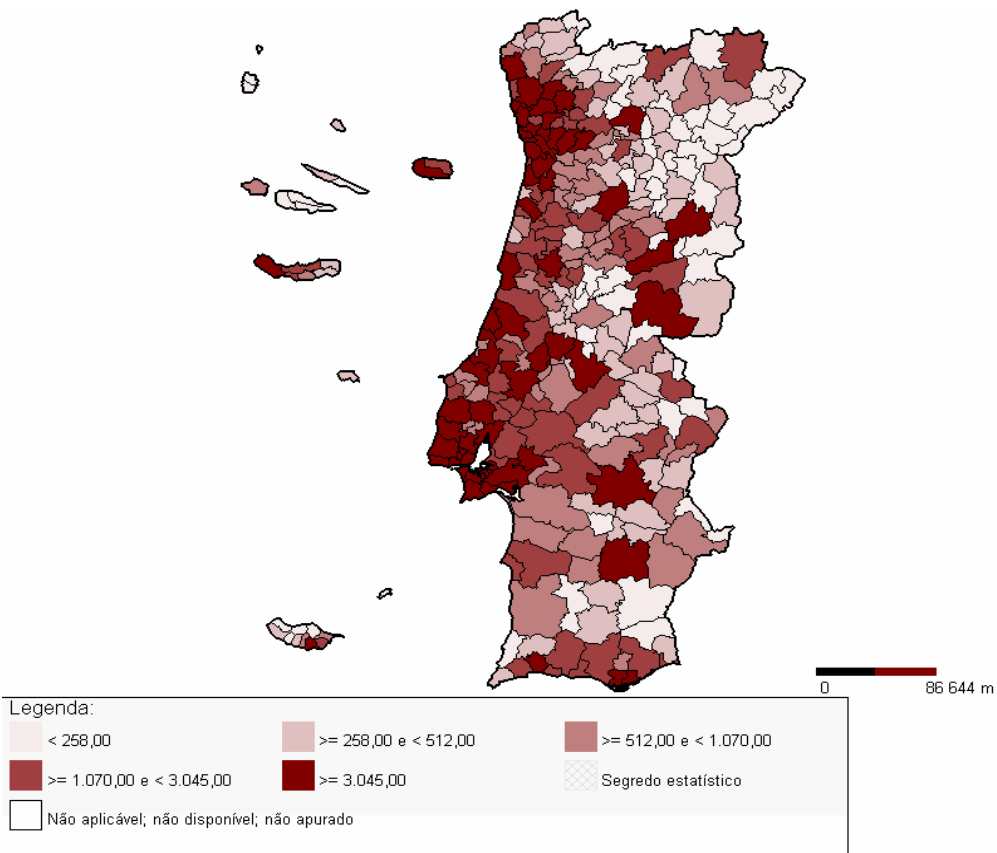 0 86 644 m
Legenda:
< 258,00 >= 258,00 e < 512,00 >= 512,00 e < 1.070,00
>= 1.070,00 e < 3.045,00 >= 3.045,00 Segredo estatístico
Não aplicável; não disponível; não apurado